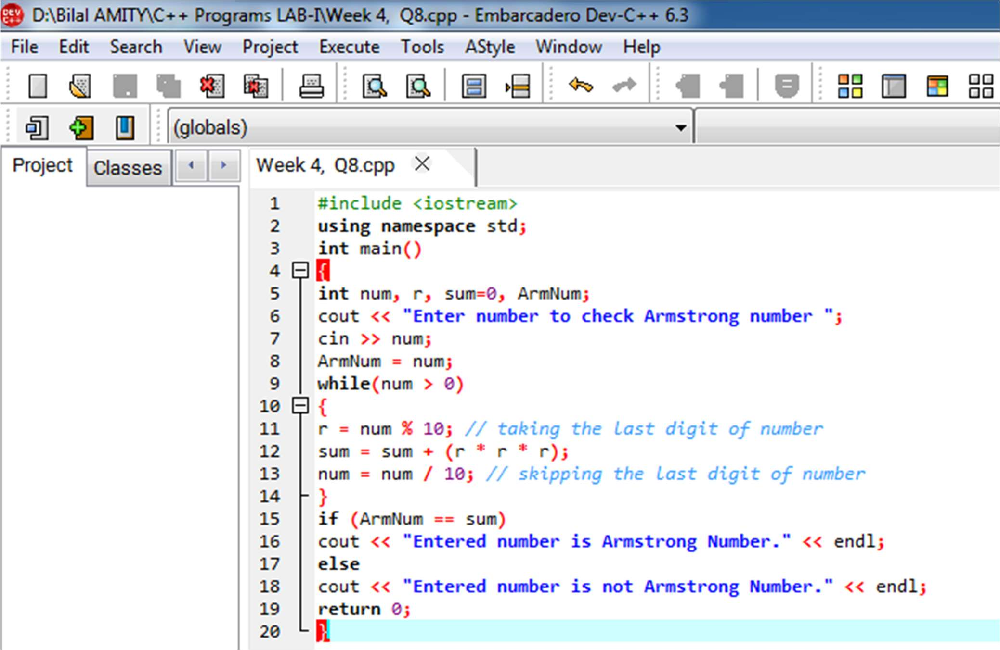 DEV C++ D:\Bilal AMITY\C++ Programs LAB-I\Week 4,  Q8.cpp - Embarcadero Dev-C++ 6.3
File Edit Search View Project Execute Tools AStyle Window Help
(globals)
Project Classes Week 4,  Q8.cpp
1 #include <iostream>
2 using namespace std;
3 int main()
4 {
5 int num, r, sum=0, ArmNum;
6 cout << "Enter number to check Armstrong number ";
7 cin >> num;
8 ArmNum = num;
9 while(num > 0)
10 {
11 r = num % 10; // taking the last digit of number
12 sum = sum + (r * r * r);
13 num = num / 10; // skipping the last digit of number
14 }
15 if (ArmNum == sum)
16 cout << "Entered number is Armstrong Number." << endl;
17 else
18 cout << "Entered number is not Armstrong Number." << endl;
19 return 0;
20 }